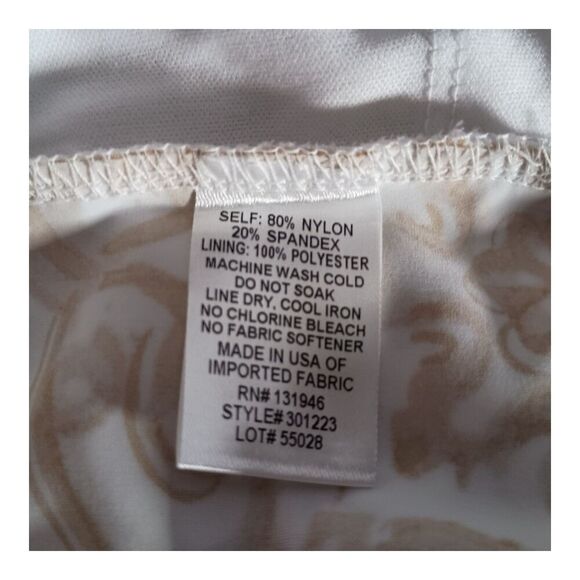 SELF: 80% NYLON
20% SPANDEX
LINING: 100% POLYESTER
MACHINE WASH COLD
DO NOT SOAK
LINE DRY, COOL IRON
NO CHLORINE BLEACH
NO FABRIC SOFTENER
MADE IN USA OF
IMPORTED FABRIC
RN# 131946
STYLE# 301223
LOT# 55028